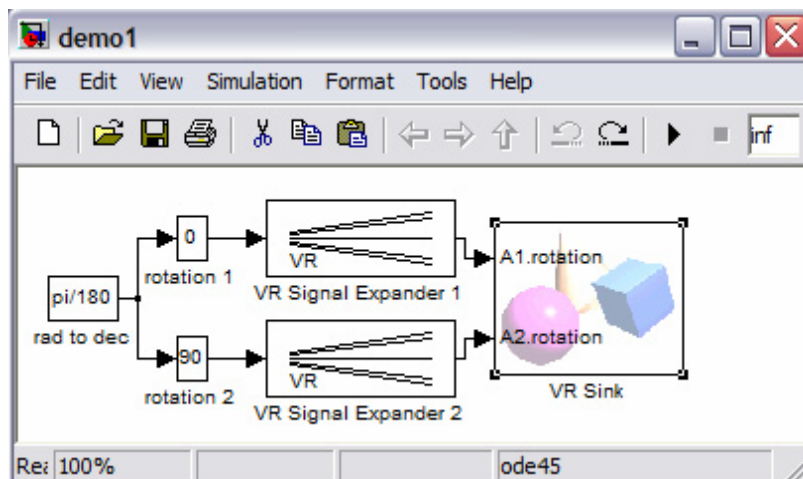 demo1
File Edit View Simulation Format Tools Help
inf
0
rotation 1
VR
VR Signal Expander 1
A1.rotation
pi/180
rad to dec
90
rotation 2
VR
VR Signal Expander 2
A2.rotation
VR Sink
100%
ode45